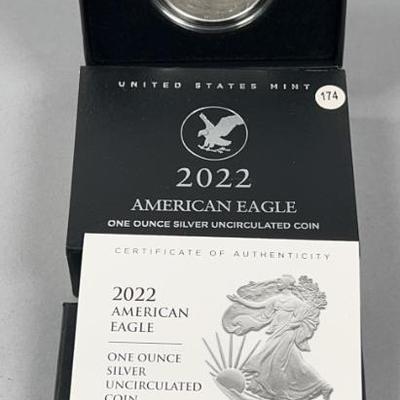 UNITED STATES MINT
174
2022
AMERICAN EAGLE
ONE OUNCE SILVER UNCIRCULATED COIN
CERTIFICATE OF AUTHENTICITY
2022
AMERICAN
EAGLE
ONE OUNCE
SILVER
UNCIRCULATED
COIN